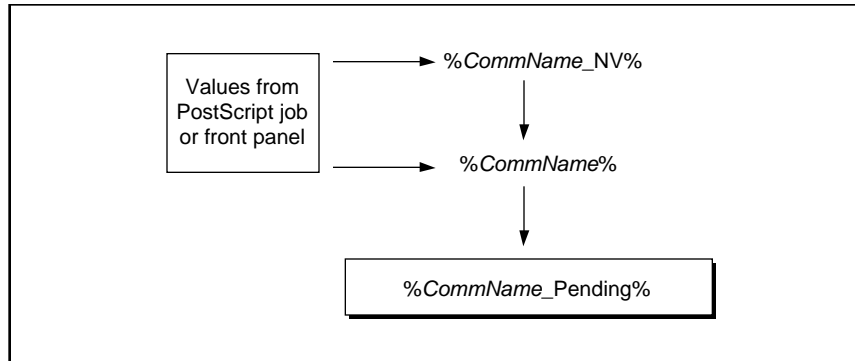 Values from
PostScript job
or front panel
%CommName_NV%
%CommName%
%CommName_Pending%